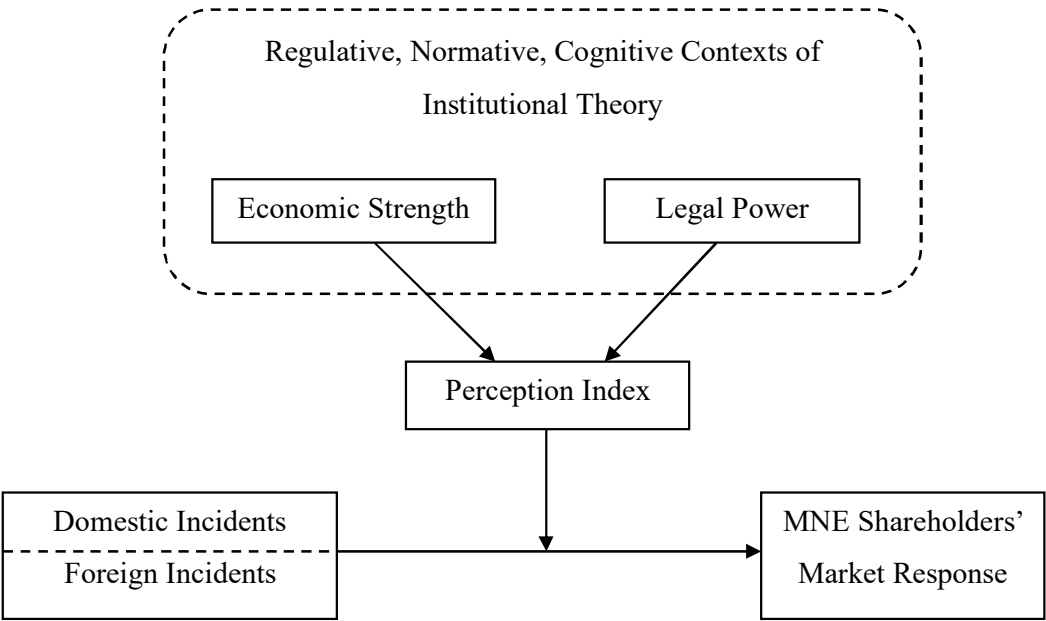 Regulative, Normative, Cognitive Contexts of
Institutional Theory
Economic Strength
Legal Power
Perception Index
Domestic Incidents
Foreign Incidents
MNE Shareholders’
Market Response